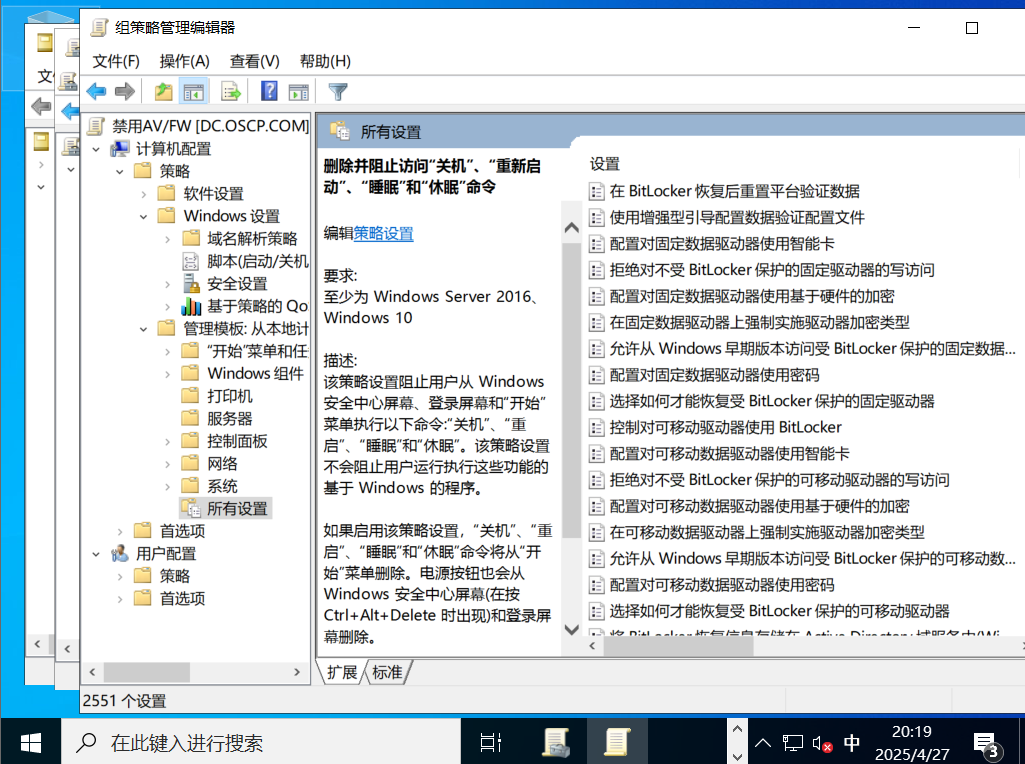 组策略管理编辑器
文件(F) 操作(A) 查看(V) 帮助(H)
禁用AV/FW [DC.OSCP.COM]
计算机配置
策略
软件设置
Windows 设置
域名解析策略
脚本(启动/关机
安全设置
基于策略的 Qo
管理模板: 从本地计
“开始”菜单和任
Windows 组件
打印机
服务器
控制面板
网络
系统
所有设置
首选项
用户配置
策略
首选项
所有设置
删除并阻止访问“关机”、“重新启
动”、“睡眠”和“休眠”命令
编辑策略设置
要求:
至少为 Windows Server 2016、
Windows 10
描述:
该策略设置阻止用户从 Windows
安全中心屏幕、登录屏幕和“开始”
菜单执行以下命令:“关机”、“重
启”、“睡眠”和“休眠”。该策略设置
不会阻止用户运行执行这些功能的
基于 Windows 的程序。
如果启用该策略设置，“关机”、“重
启”、“睡眠”和“休眠”命令将从“开
始”菜单删除。电源按钮也会从
Windows 安全中心屏幕(在按
Ctrl+Alt+Delete 时出现)和登录屏
幕删除。
设置
在 BitLocker 恢复后重置平台验证数据
使用增强型引导配置数据验证配置文件
配置对固定数据驱动器使用智能卡
拒绝对不受 BitLocker 保护的固定驱动器的写访问
配置对固定数据驱动器使用基于硬件的加密
在固定数据驱动器上强制实施驱动器加密类型
允许从 Windows 早期版本访问受 BitLocker 保护的固定数据...
配置对固定数据驱动器使用密码
选择如何才能恢复受 BitLocker 保护的固定驱动器
控制对可移动驱动器使用 BitLocker
配置对可移动数据驱动器使用智能卡
拒绝对不受 BitLocker 保护的可移动驱动器的写访问
配置对可移动数据驱动器使用基于硬件的加密
在可移动数据驱动器上强制实施驱动器加密类型
允许从 Windows 早期版本访问受 BitLocker 保护的可移动数...
配置对可移动数据驱动器使用密码
选择如何才能恢复受 BitLocker 保护的可移动驱动器
将 BitLocker 恢复信息存储在 Active Directory 域服务中(Wi
扩展 标准
2551 个设置
文
在此键入进行搜索
中
20:19
2025/4/27
3